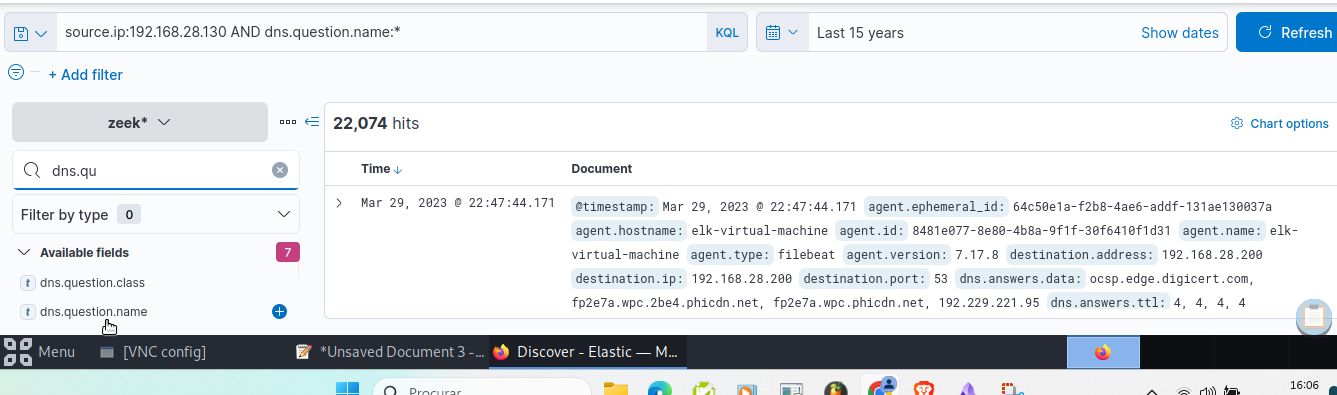 source.ip:192.168.28.130 AND dns.question.name:*
KQL
Last 15 years
Show dates
Refresh
+ Add filter
zeek*
22,074 hits
Chart options
dns.qu
Filter by type 0
Available fields 7
dns.question.class
dns.question.name
Time Document
Mar 29, 2023 @ 22:47:44.171
@timestamp: Mar 29, 2023 @ 22:47:44.171 agent.ephemeral_id: 64c50e1a-f2b8-4ae6-addf-131ae130037a
agent.hostname: elk-virtual-machine agent.id: 8481e077-8e80-4b8a-9f1f-30f6410f1d31 agent.name: elk-
virtual-machine agent.type: filebeat agent.version: 7.17.8 destination.address: 192.168.28.200
destination.ip: 192.168.28.200 destination.port: 53 dns.answers.data: ocsp.edge.digicert.com,
fp2e7a.wpc.2be4.phicdn.net, fp2e7a.wpc.phicdn.net, 192.229.221.95 dns.answers.ttl: 4, 4, 4, 4
Menu
[VNC config]
*Unsaved Document 3 -...
Discover - Elastic — M...
Procurar
16:06